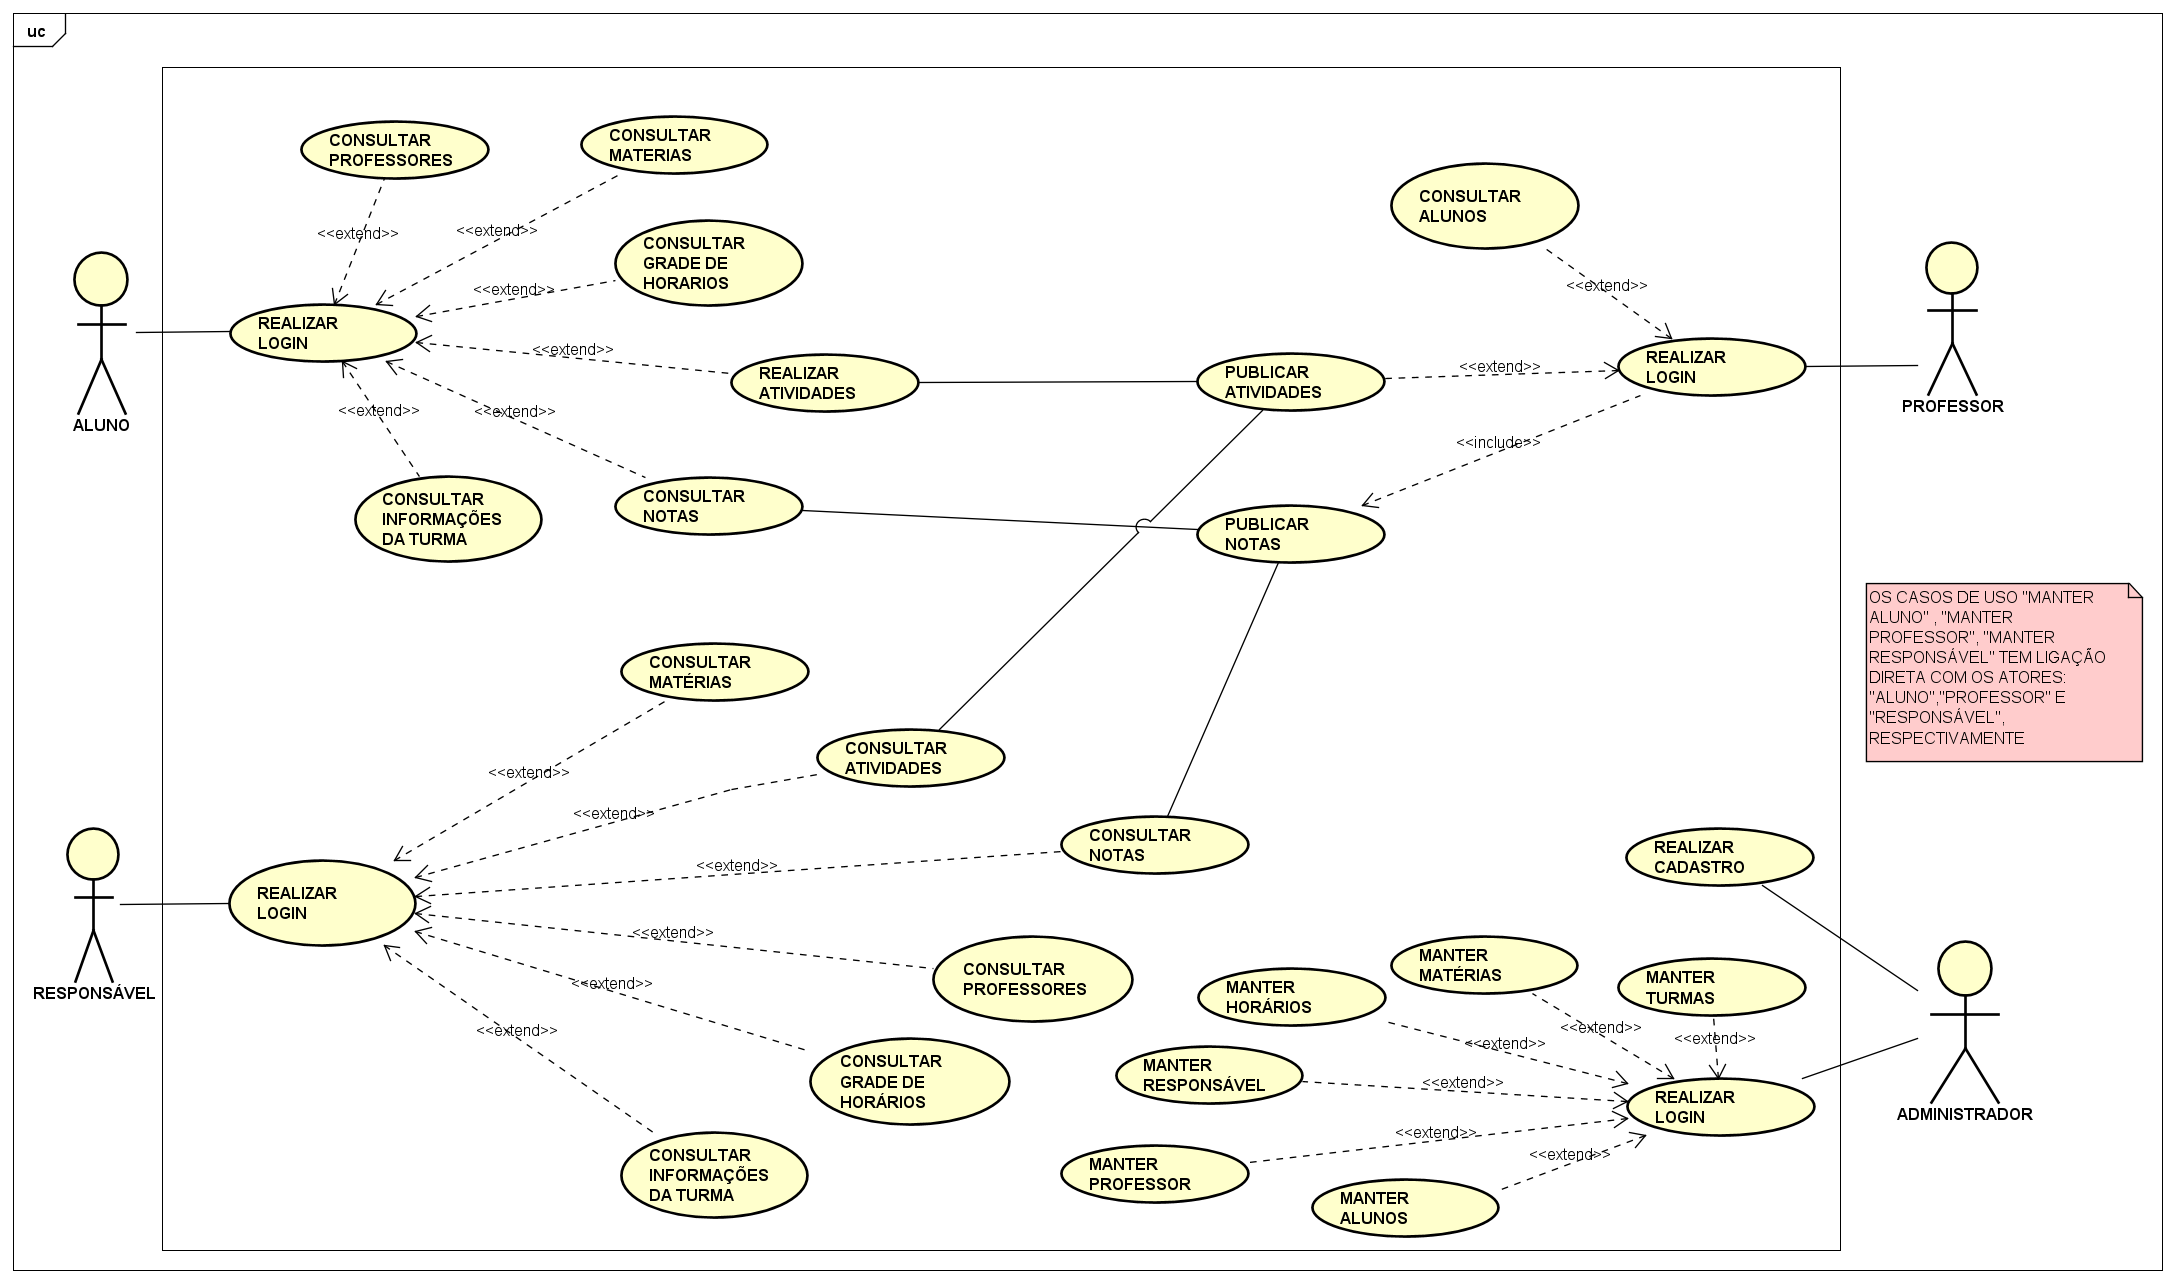 uc
CONSULTAR
PROFESSORES
CONSULTAR
MATERIAS
CONSULTAR
GRADE DE
HORARIOS
<<extend>>
<<extend>>
<<extend>>
REALIZAR
LOGIN
ALUNO
<<extend>>
REALIZAR
ATIVIDADES
<<extend>>
<<extend>>
CONSULTAR
INFORMAÇÕES
DA TURMA
CONSULTAR
NOTAS
CONSULTAR
ALUNOS
<<extend>>
PUBLICAR
ATIVIDADES
<<extend>>
REALIZAR
LOGIN
PROFESSOR
<<include>>
PUBLICAR
NOTAS
OS CASOS DE USO "MANTER
ALUNO" , "MANTER
PROFESSOR", "MANTER
RESPONSÁVEL" TEM LIGAÇÃO
DIRETA COM OS ATORES:
"ALUNO","PROFESSOR" E
"RESPONSÁVEL",
RESPECTIVAMENTE
CONSULTAR
MATÉRIAS
<<extend>>
CONSULTAR
ATIVIDADES
<<extend>>
CONSULTAR
NOTAS
<<extend>>
REALIZAR
LOGIN
RESPONSÁVEL
<<extend>>
CONSULTAR
PROFESSORES
<<extend>>
CONSULTAR
GRADE DE
HORÁRIOS
<<extend>>
CONSULTAR
INFORMAÇÕES
DA TURMA
REALIZAR
CADASTRO
MANTER
MATÉRIAS
MANTER
TURMAS
MANTER
HORÁRIOS
<<extend>>
<<extend>>
<<extend>>
MANTER
RESPONSÁVEL
<<extend>>
REALIZAR
LOGIN
ADMINISTRADOR
<<extend>>
MANTER
PROFESSOR
<<extend>>
MANTER
ALUNOS